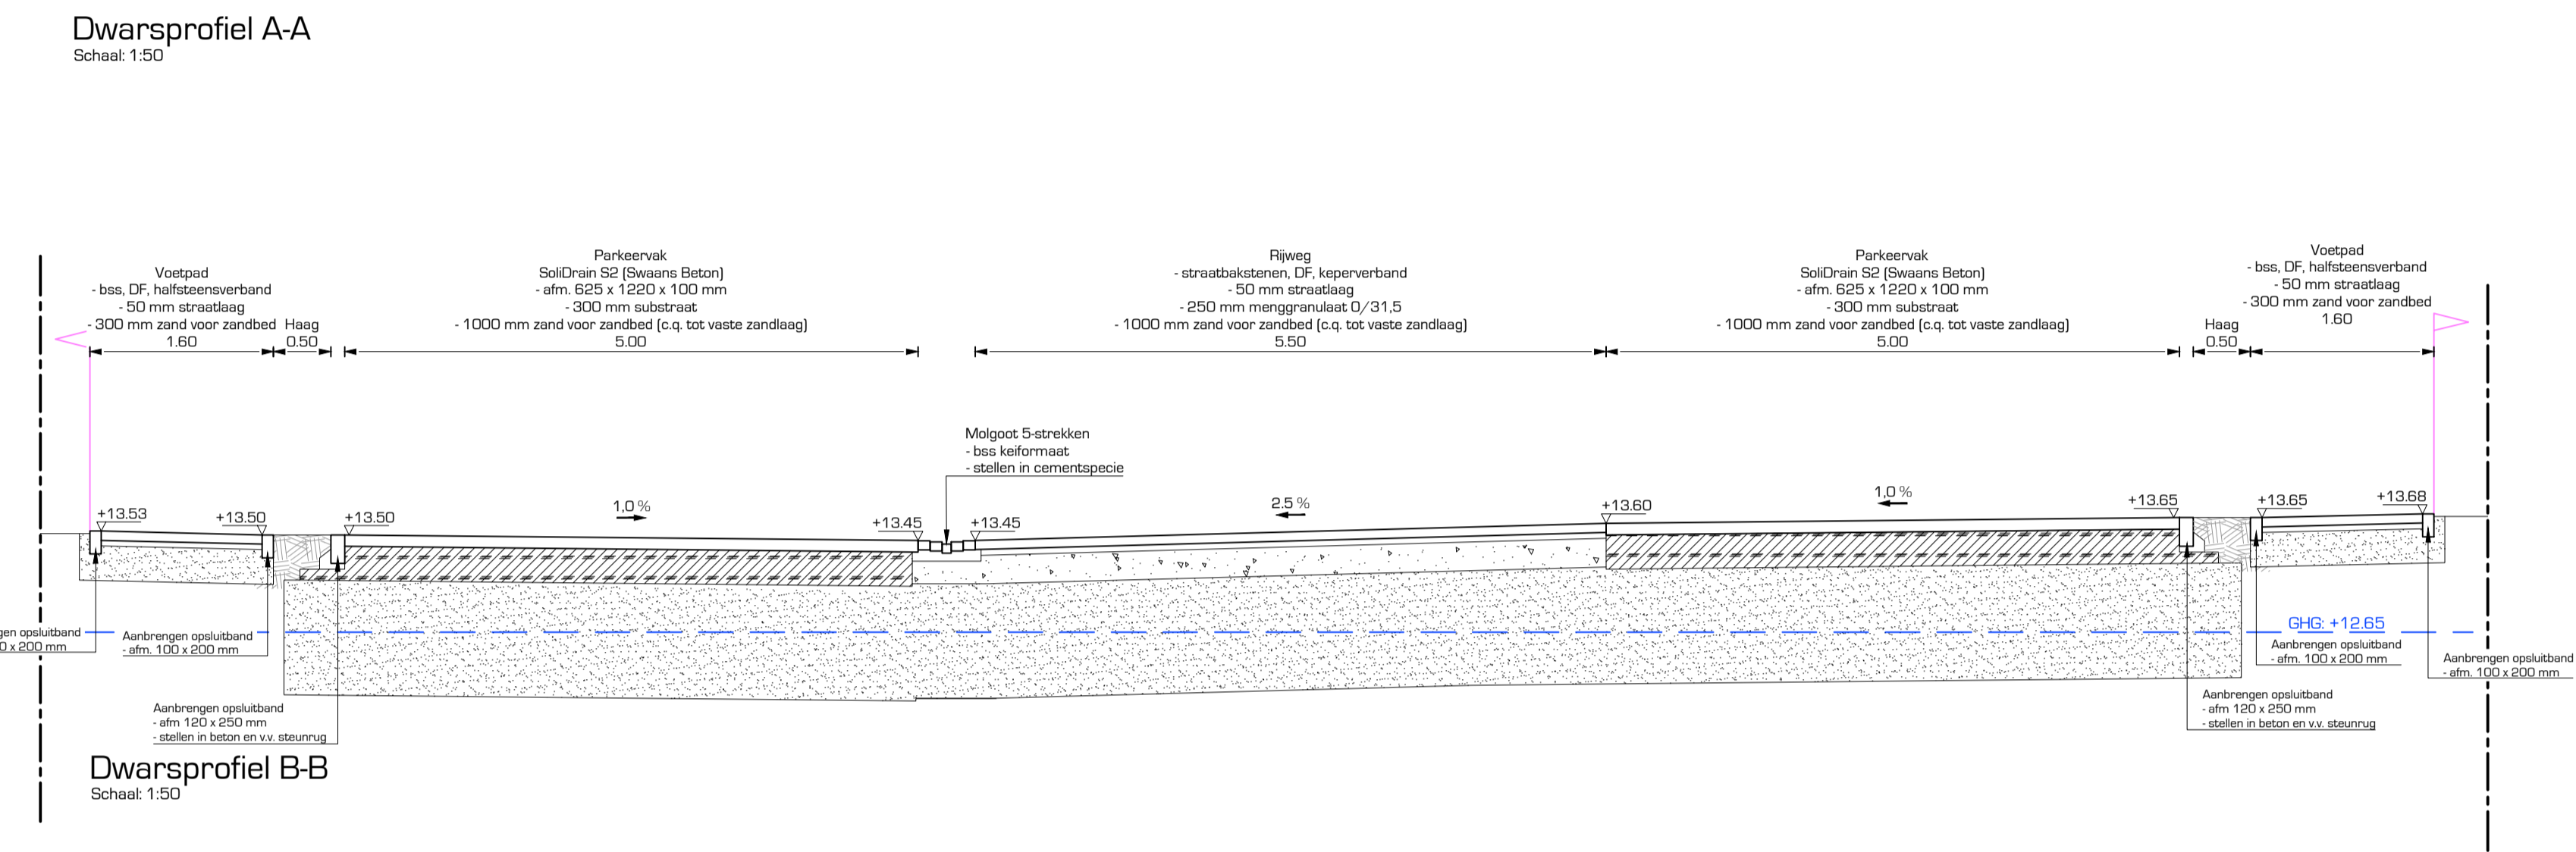 Dwarsprofiel A-A
Schaal: 1:50
Voetpad
- bss, DF, halfsteensverband
- 50 mm straatlaag
- 300 mm zand voor zandbed
1.60
Haag
0.50
Parkeervak
SoliDrain S2 (Swaans Beton)
- afm. 625 x 1220 x 100 mm
- 300 mm substraat
- 1000 mm zand voor zandbed (c.q. tot vaste zandlaag)
5.00
Rijweg
- straatbakstenen, DF, keperverband
- 50 mm straatlaag
- 250 mm menggranulaat 0/31,5
- 1000 mm zand voor zandbed (c.q. tot vaste zandlaag)
5.50
Parkeervak
SoliDrain S2 (Swaans Beton)
- afm. 625 x 1220 x 100 mm
- 300 mm substraat
- 1000 mm zand voor zandbed (c.q. tot vaste zandlaag)
5.00
Haag
0.50
Voetpad
- bss, DF, halfsteensverband
- 50 mm straatlaag
- 300 mm zand voor zandbed
1.60
Molgoot 5-strekken
- bss keiformaat
- stellen in cementspecie
+13.53
+13.50
+13.50
1,0 %
+13.45
+13.45
2.5 %
+13.60
1,0 %
+13.65
+13.65
+13.68
GHG: +12.65
gen opsluitband
0 x 200 mm
Aanbrengen opsluitband
- afm. 100 x 200 mm
Aanbrengen opsluitband
- afm 120 x 250 mm
- stellen in beton en v.v. steunrug
Aanbrengen opsluitband
- afm. 100 x 200 mm
Aanbrengen opsluitband
- afm. 100 x 200 mm
Aanbrengen opsluitband
- afm 120 x 250 mm
- stellen in beton en v.v. steunrug
Dwarsprofiel B-B
Schaal: 1:50